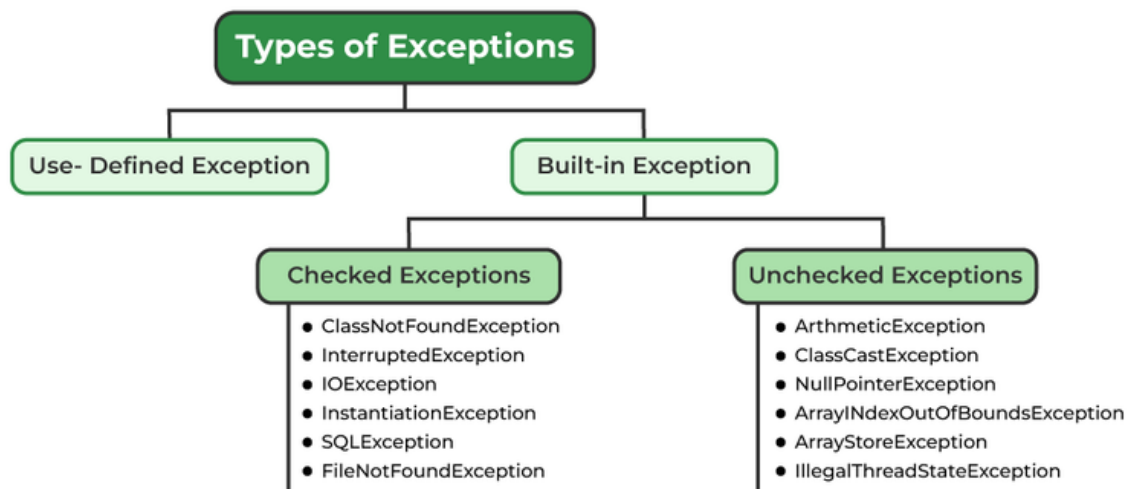 Types of Exceptions
Use- Defined Exception
Built-in Exception
Checked Exceptions
• ClassNotFoundException
• InterruptedException
• IOException
• InstantiationException
• SQLException
• FileNotFoundException
Unchecked Exceptions
• ArthmeticException
• ClassCastException
• NullPointerException
• ArrayINdexOutOfBoundsException
• ArrayStoreException
• IllegalThreadStateException